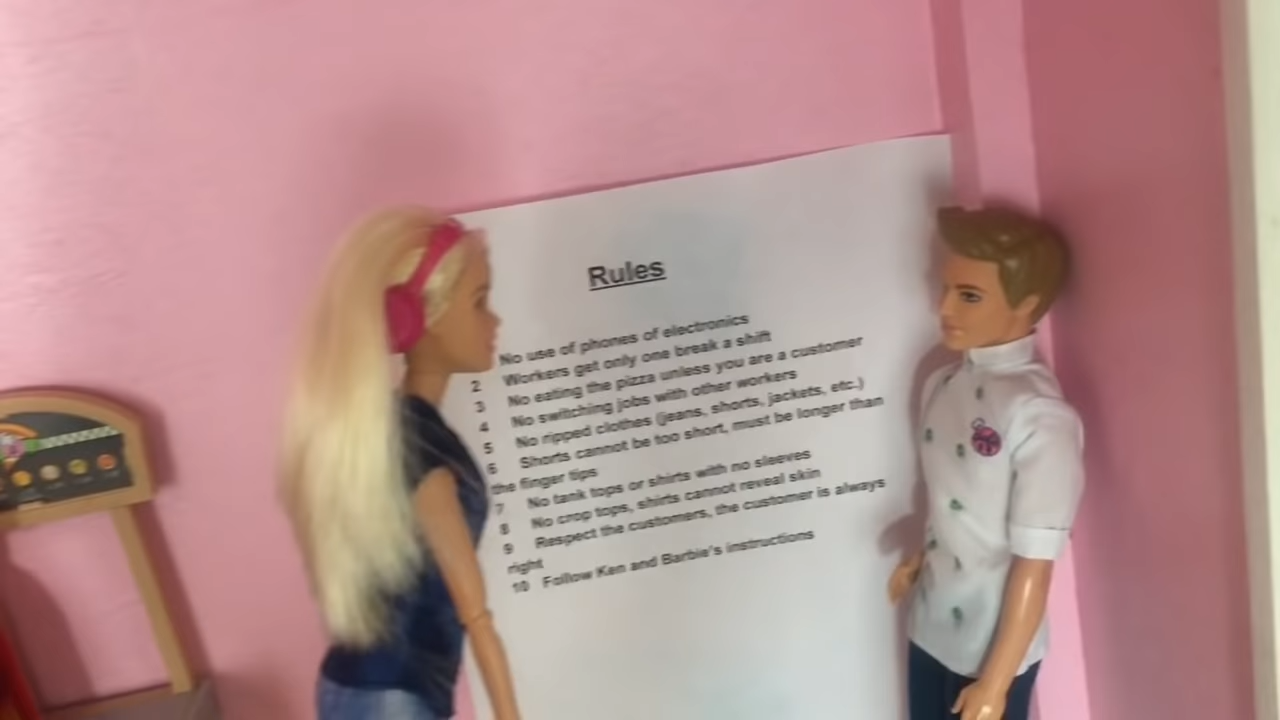 Rules
No use of phones of electronics
2 Workers get only one break a shift
3 No eating the pizza unless you are a customer
4 No switching jobs with other workers
5 No ripped clothes (jeans, shorts, jackets, etc.)
6 Shorts cannot be too short, must be longer than
the finger tips
7 No tank tops or shirts with no sleeves
8 No crop tops, shirts cannot reveal skin
9 Respect the customers, the customer is always
right
10 Follow Ken and Barbie's instructions